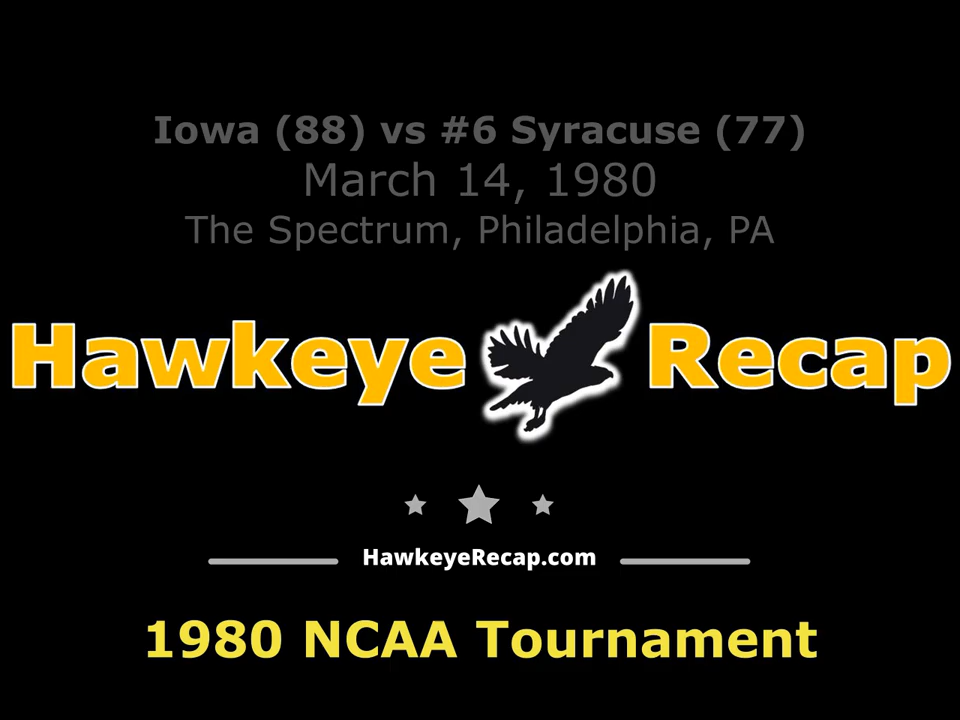 Iowa (88) vs #6 Syracuse (77)
March 14, 1980
The Spectrum, Philadelphia, PA
Hawkeye Recap
HawkeyeRecap.com
1980 NCAA Tournament